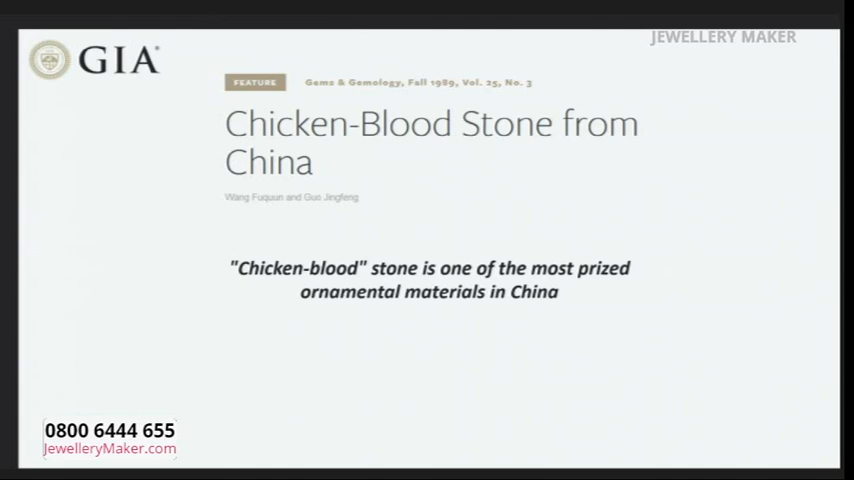 JEWELLERY MAKER
GIA
FEATURE
Gems & Gemology, Fall 1989, Vol. 25, No. 3
Chicken-Blood Stone from
China
Wang Fuquan and Guo Jingfeng
"Chicken-blood" stone is one of the most prized
ornamental materials in China
0800 6444 655
JewelleryMaker.com